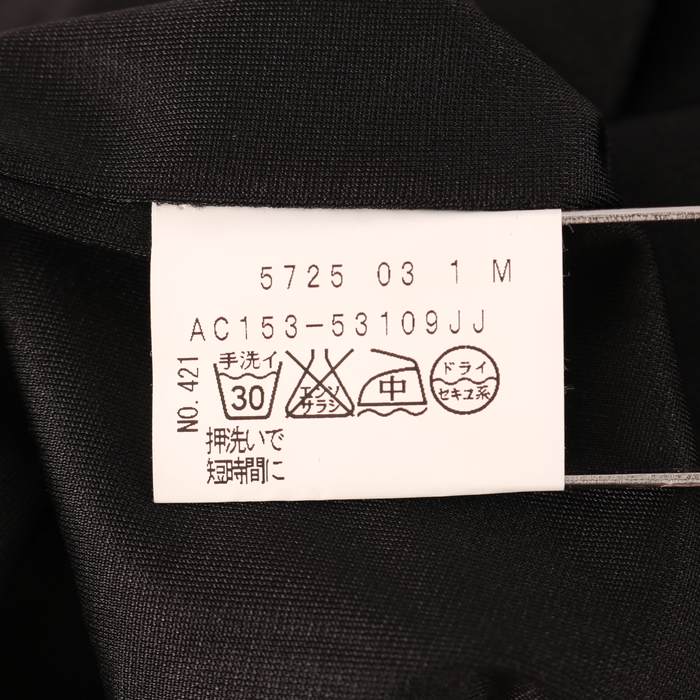 5725 03 1 M
AC153-53109JJ
NO. 421
手洗イ
30
エンソ
サラシ
中
ドライ
セキユ系
押洗いで
短時間に